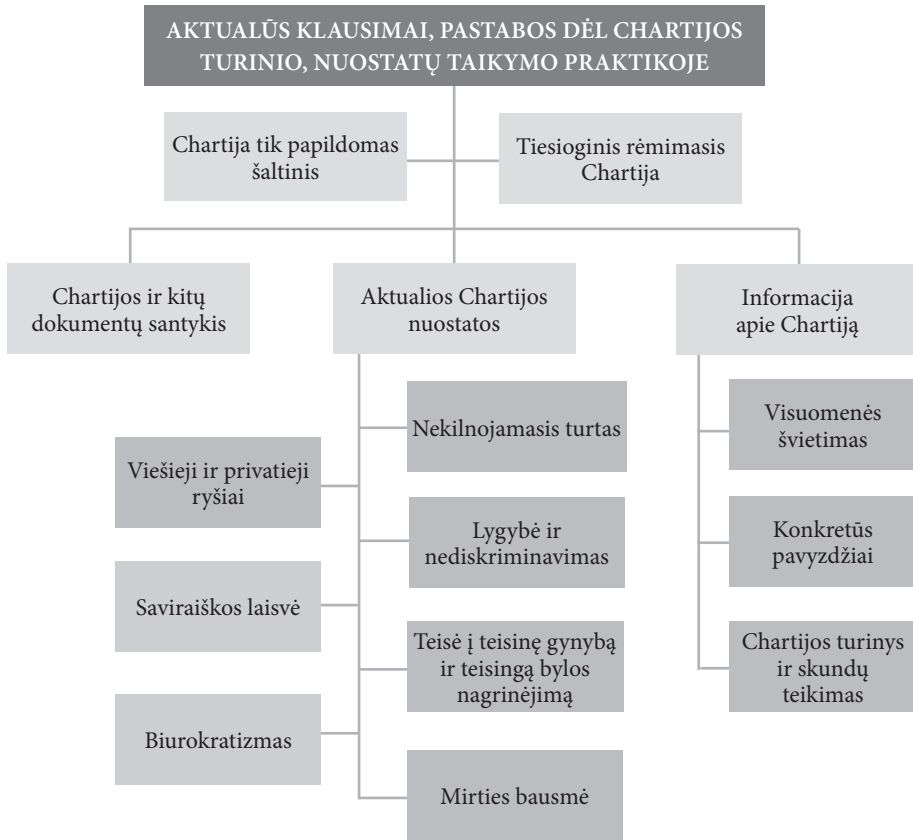 AKTUALŪS KLAUSIMAI, PASTABOS DĖL CHARTIJOS
TURINIO, NUOSTATŲ TAIKYMO PRAKTIKOJE
Chartija tik papildomas
šaltinis
Tiesioginis rėmimasis
Chartija
Chartijos ir kitų
dokumentų santykis
Aktualios Chartijos
nuostatos
Informacija
apie Chartiją
Viešieji ir privatieji
ryšiai
Saviraiškos laisvė
Biurokratizmas
Nekilnojamasis turtas
Lygybė ir
nediskriminavimas
Teisė į teisinę gynybą
ir teisingą bylos
nagrinėjimą
Mirties bausmė
Visuomenės
švietimas
Konkretūs
pavyzdžiai
Chartijos turinys
ir skundų
teikimas